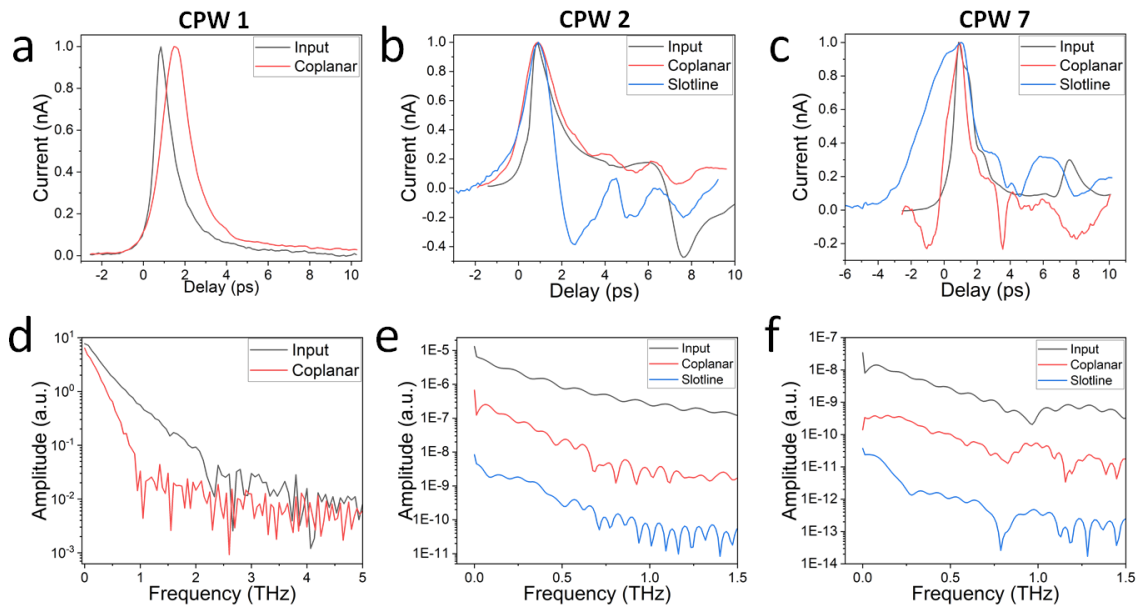 CPW 1
CPW 2
CPW 7
a
Current (nA)
1.0
0.8
0.6
0.4
0.2
0.0
Input
Coplanar
-2 0 2 4 6 8 10
Delay (ps)
b
Current (nA)
1.0
0.8
0.6
0.4
0.2
0.0
-0.2
-0.4
Input
Coplanar
Slotline
-2 0 2 4 6 8 10
Delay (ps)
c
Current (nA)
1.0
0.8
0.6
0.4
0.2
0.0
-0.2
Input
Coplanar
Slotline
-6 -4 -2 0 2 4 6 8 10
Delay (ps)
d
Amplitude (a.u.)
10¹
10⁰
10⁻¹
10⁻²
10⁻³
Input
Coplanar
0 1 2 3 4 5
Frequency (THz)
e
Amplitude (a.u.)
1E-5
1E-6
1E-7
1E-8
1E-9
1E-10
1E-11
Input
Coplanar
Slotline
0.0 0.5 1.0 1.5
Frequency (THz)
f
Amplitude (a.u.)
1E-7
1E-8
1E-9
1E-10
1E-11
1E-12
1E-13
1E-14
Input
Coplanar
Slotline
0.0 0.5 1.0 1.5
Frequency (THz)